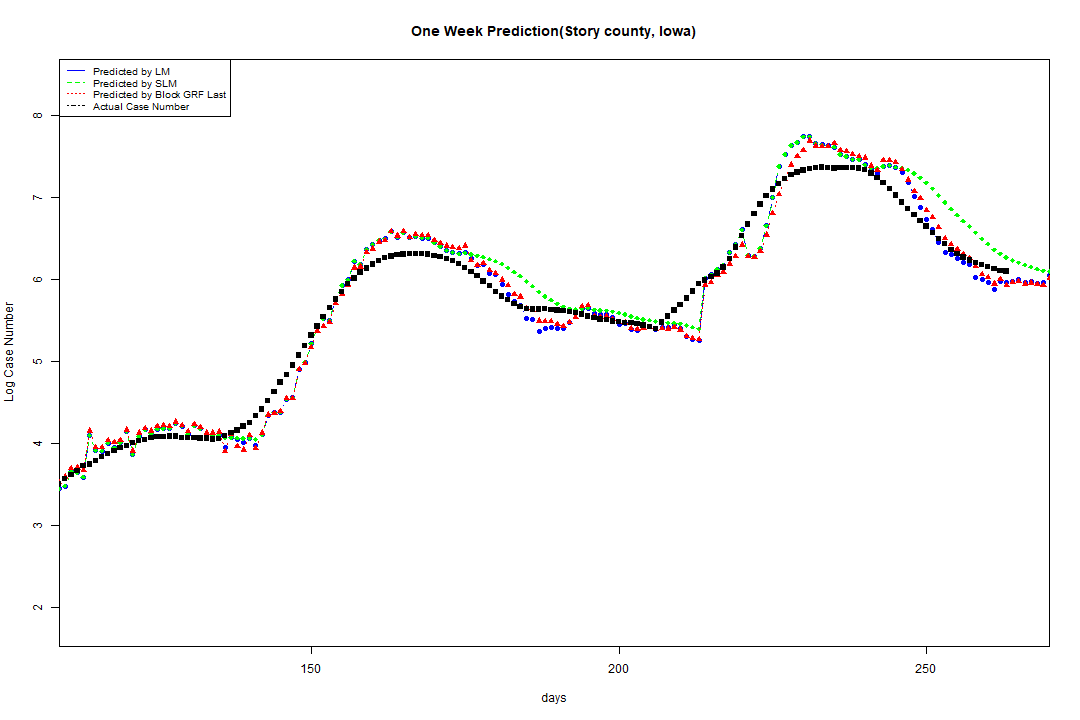 One Week Prediction(Story county, Iowa)
Predicted by LM
Predicted by SLM
Predicted by Block GRF Last
Actual Case Number
8
7
6
5
4
3
2
Log Case Number
150 200 250
days